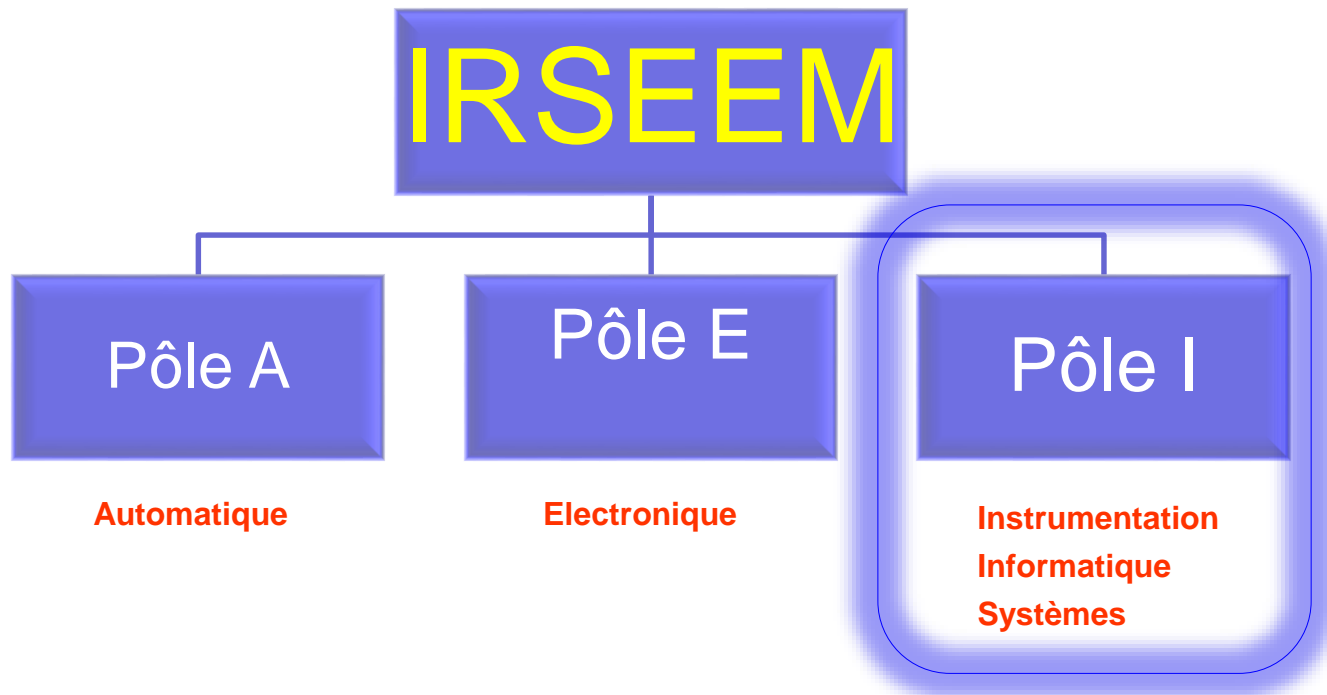 IRSEEM
Pôle A
Pôle E
Pôle I
Automatique
Electronique
Instrumentation
Informatique
Systèmes